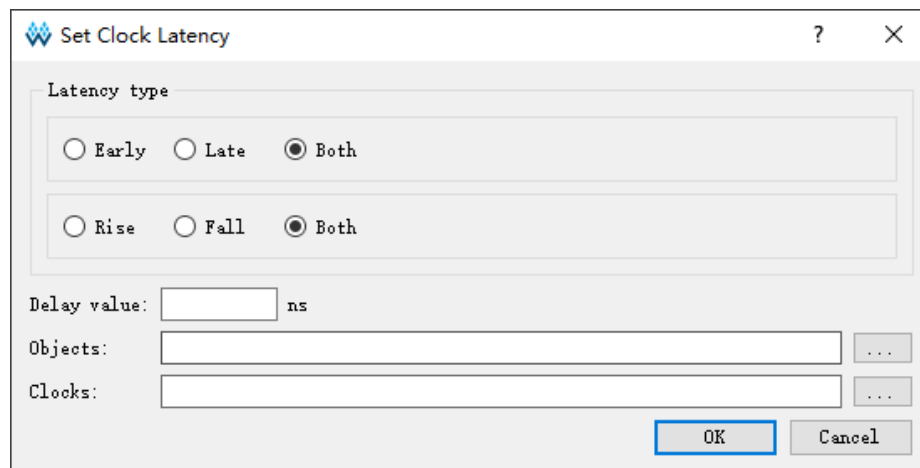 Set Clock Latency ?
Latency type
Early Late Both
Rise Fall Both
Delay value: ns
Objects: ...
Clocks: ...
OK Cancel